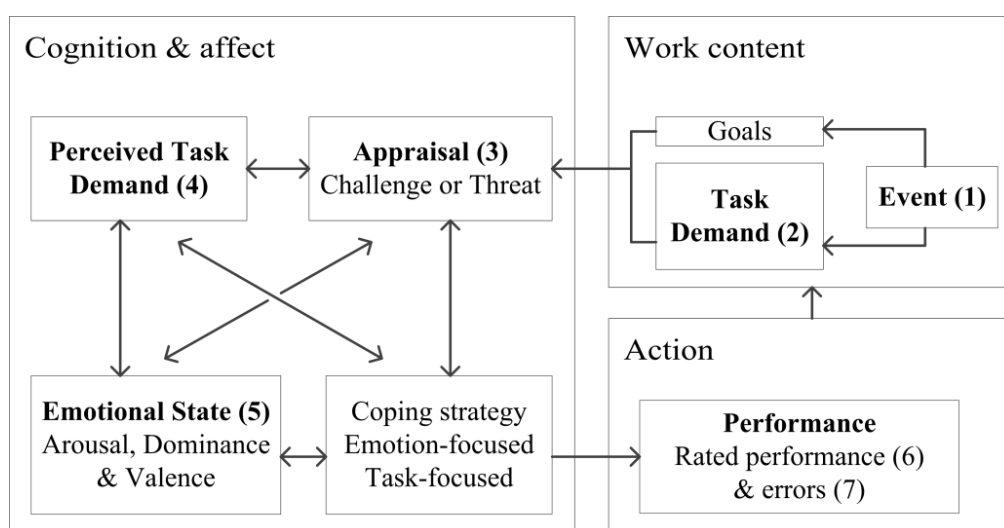 Cognition & affect
Perceived Task
Demand (4)
Appraisal (3)
Challenge or Threat
Emotional State (5)
Arousal, Dominance
& Valence
Coping strategy
Emotion-focused
Task-focused
Work content
Goals
Task
Demand (2)
Event (1)
Action
Performance
Rated performance (6)
& errors (7)